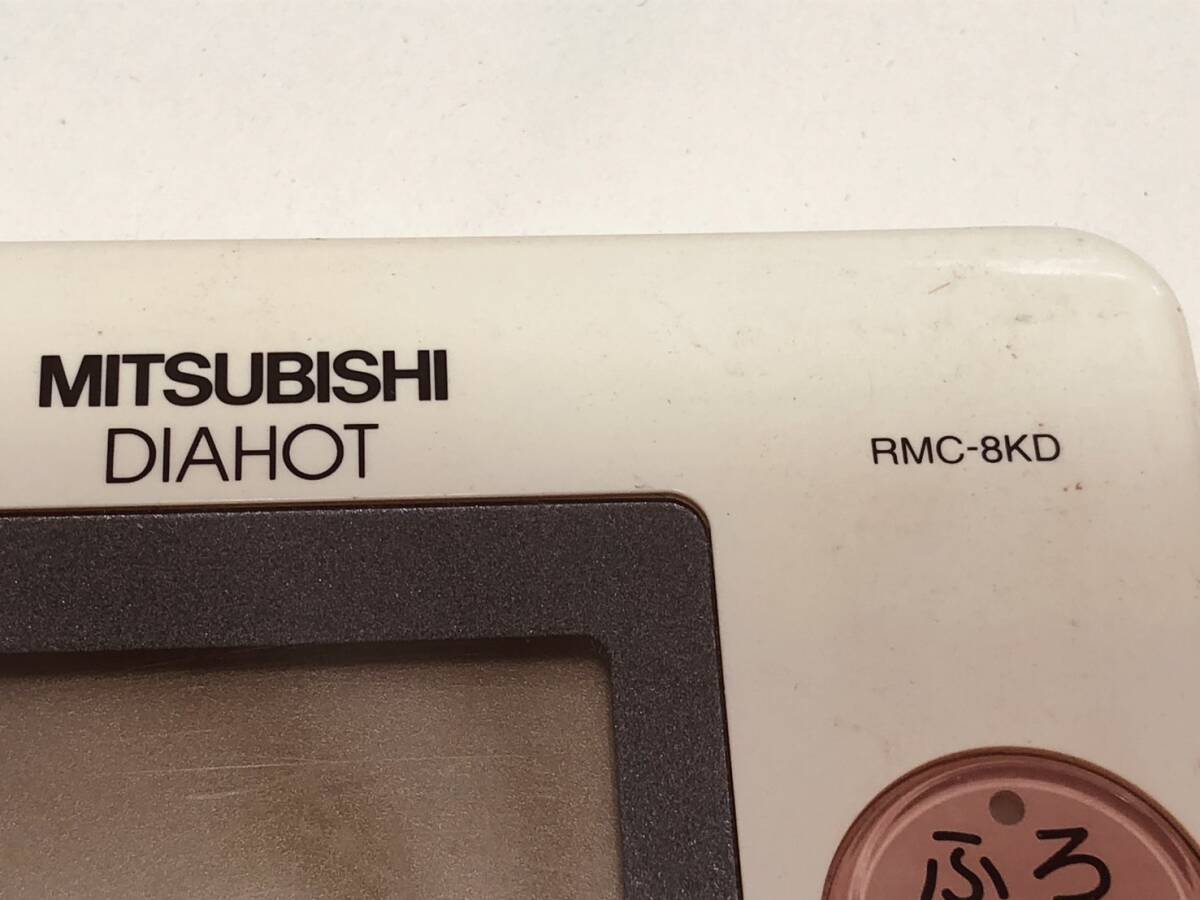 MITSUBISHI
DIAHOT
RMC-8KD
ふろ